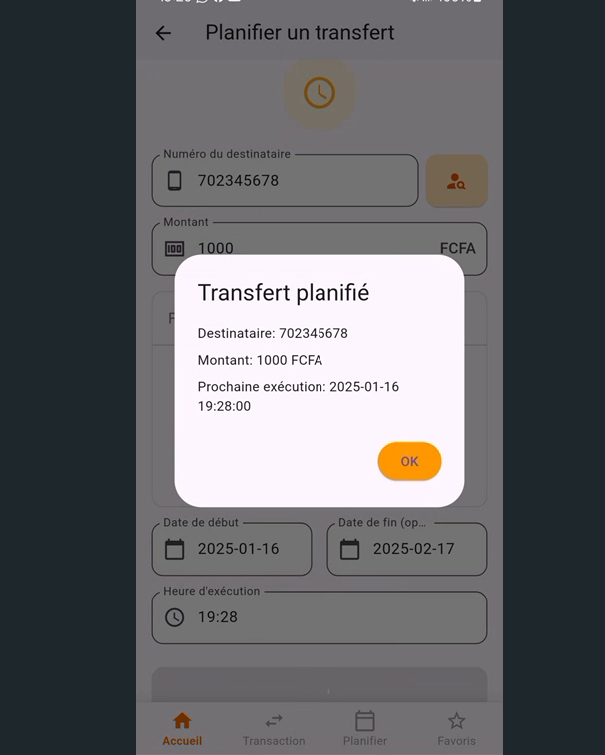 Planifier un transfert
Numéro du destinataire
702345678
Montant
1000
FCFA
F
Transfert planifié
Destinataire: 702345678
Montant: 1000 FCFA
Prochaine exécution: 2025-01-16
19:28:00
OK
Date de début
2025-01-16
Date de fin (op...
2025-02-17
Heure d'exécution
19:28
Accueil
Transaction
Planifier
Favoris